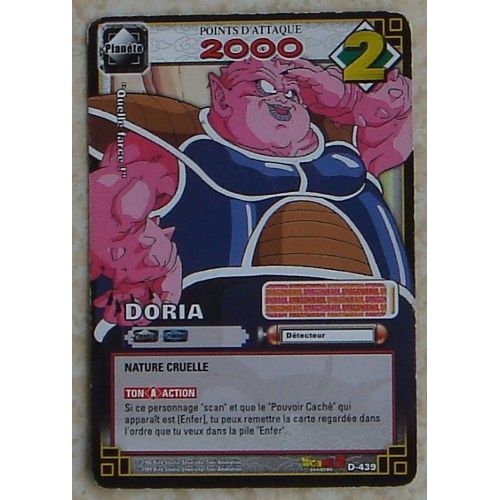 POINTS D'ATTAQUE
Planète
2000
2
"Quelle farce !"
DORIA
Planète
Détecteur
NATURE CRUELLE
TON A ACTION
Si ce personnage "scan" et que le "Pouvoir Caché" qui
apparaît est [Enfer], tu peux remettre la carte regardée dans
l'ordre que tu veux dans la pile "Enfer".
D-439